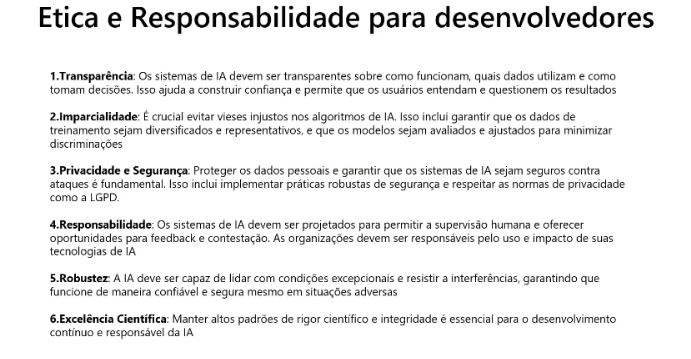 Etica e Responsabilidade para desenvolvedores
1.Transparência: Os sistemas de IA devem ser transparentes sobre como funcionam, quais dados utilizam e como
tomam decisões. Isso ajuda a construir confiança e permite que os usuários entendam e questionem os resultados
2.Imparcialidade: É crucial evitar vieses injustos nos algoritmos de IA. Isso inclui garantir que os dados de
treinamento sejam diversificados e representativos, e que os modelos sejam avaliados e ajustados para minimizar
discriminações
3.Privacidade e Segurança: Proteger os dados pessoais e garantir que os sistemas de IA sejam seguros contra
ataques é fundamental. Isso inclui implementar práticas robustas de segurança e respeitar as normas de privacidade
como a LGPD.
4.Responsabilidade: Os sistemas de IA devem ser projetados para permitir a supervisão humana e oferecer
oportunidades para feedback e contestação. As organizações devem ser responsáveis pelo uso e impacto de suas
tecnologias de IA
5.Robustez: A IA deve ser capaz de lidar com condições excepcionais e resistir a interferências, garantindo que
funcione de maneira confiável e segura mesmo em situações adversas
6.Excelência Científica: Manter altos padrões de rigor científico e integridade é essencial para o desenvolvimento
contínuo e responsável da IA